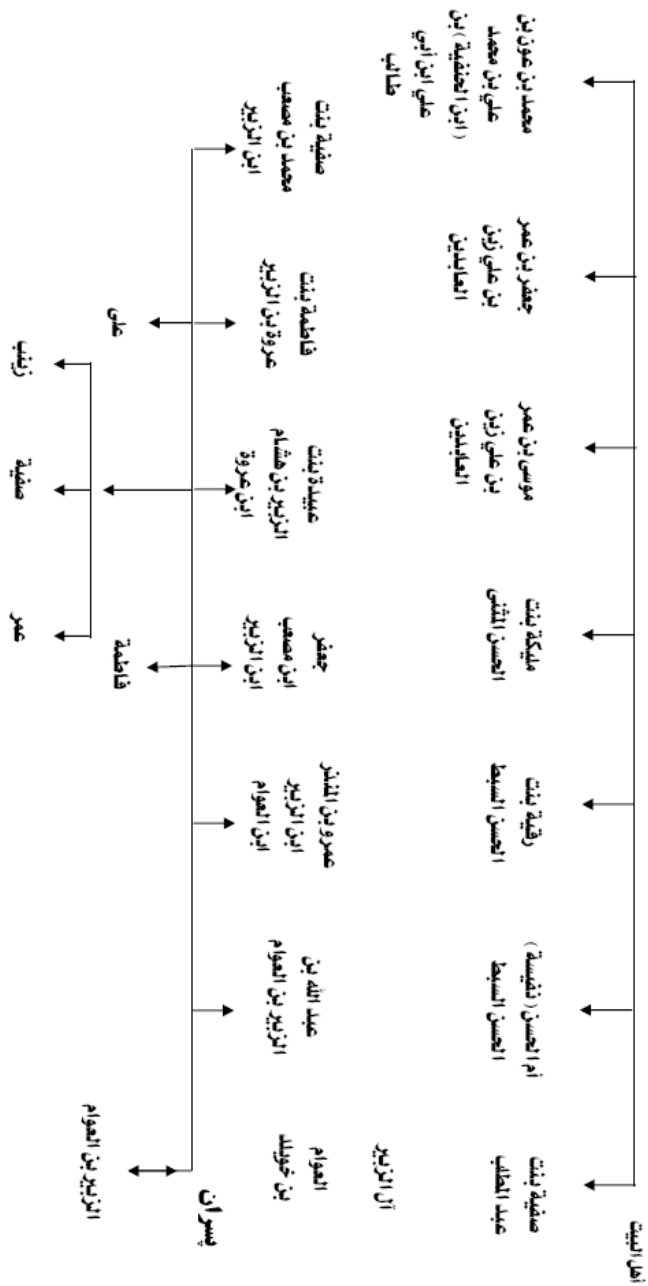 أهل البيت
صفية بنت
عبد المطلب
أم الحسن (نفيسة)
الحسن السبط
رقية بنت
الحسن السبط
مليكة بنت
الحسن المثنى
موسى بن عمر
بن علي زين
العابدين
جعفر بن عمر
بن علي زين
العابدين
محمد بن عون بن
علي بن محمد
(ابن الحنفية) بن
علي ابن أبي
طالب
آل الزبير
العوام
بن خويلد
عبد الله بن
الزبير بن العوام
عمرو بن المنذر
ابن الزبير
ابن العوام
جعفر
ابن مصعب
ابن الزبير
عبيدة بنت
الزبير بن هشام
ابن عروة
فاطمة بنت
عروة بن الزبير
صفية بنت
محمد بن مصعب
ابن الزبير
پسران
الزبير بن العوام
فاطمة
على
عمر
صفية
زينب